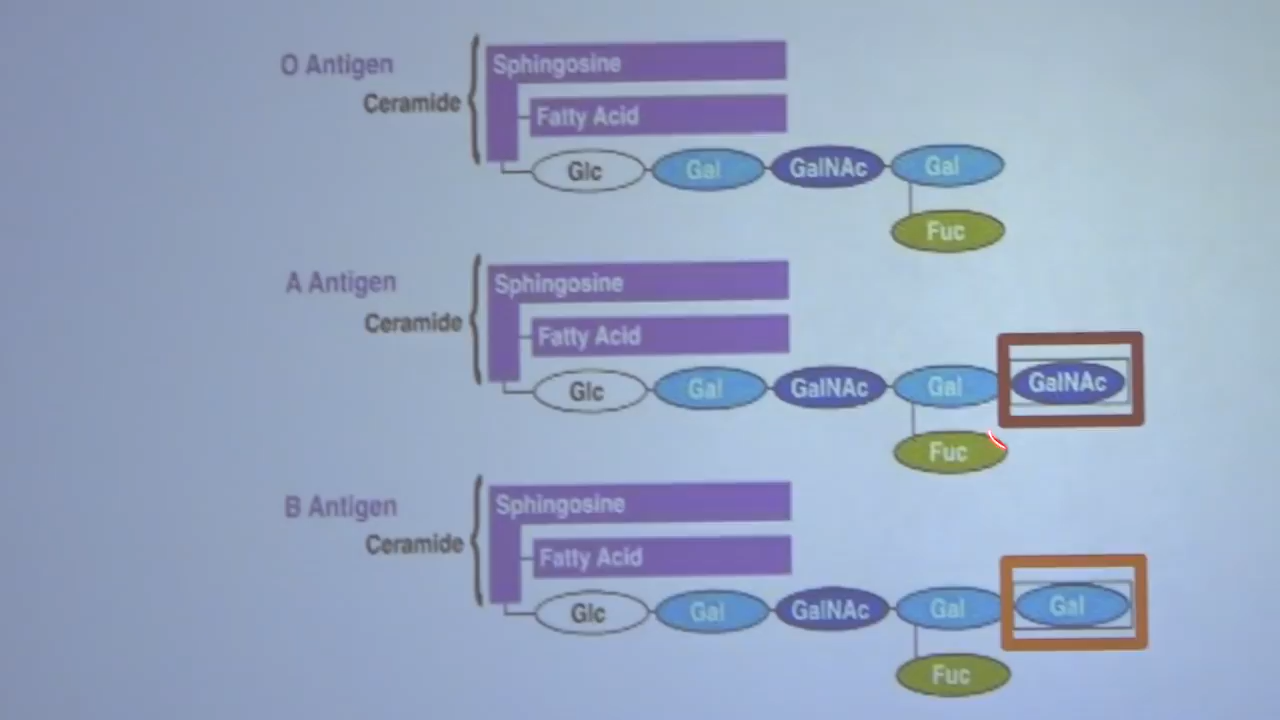 O Antigen
Ceramide
Sphingosine
Fatty Acid
Glc Gal GalNAc Gal
Fuc
A Antigen
Ceramide
Sphingosine
Fatty Acid
Glc Gal GalNAc Gal GalNAc
Fuc
B Antigen
Ceramide
Sphingosine
Fatty Acid
Glc Gal GalNAc Gal Gal
Fuc